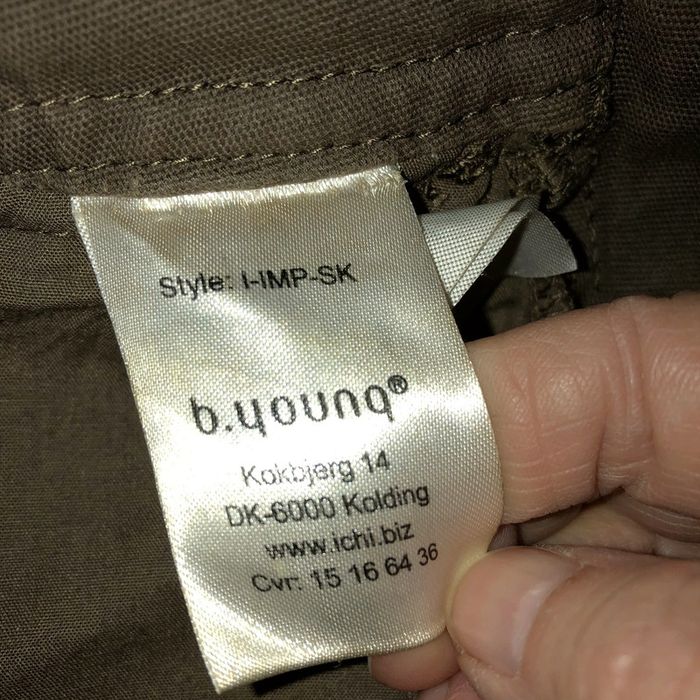 Style: I-IMP-SK
b.young®
Kokbjerg 14
DK-6000 Kolding
www.ichi.biz
Cvr: 15 16 64 36